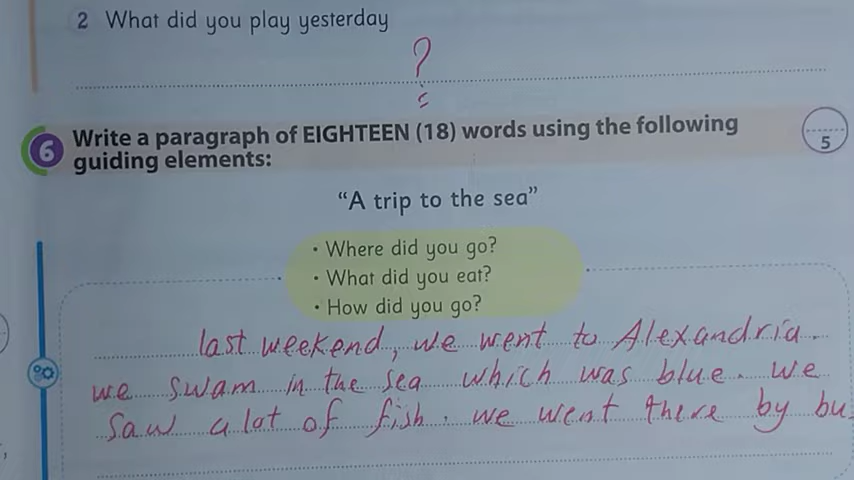 2 What did you play yesterday
?
6 Write a paragraph of EIGHTEEN (18) words using the following
guiding elements:
5
"A trip to the sea"
• Where did you go?
• What did you eat?
• How did you go?
last weekend, we went to Alexandria.
we swam in the sea which was blue. we
saw a lot of fish. we went there by bu